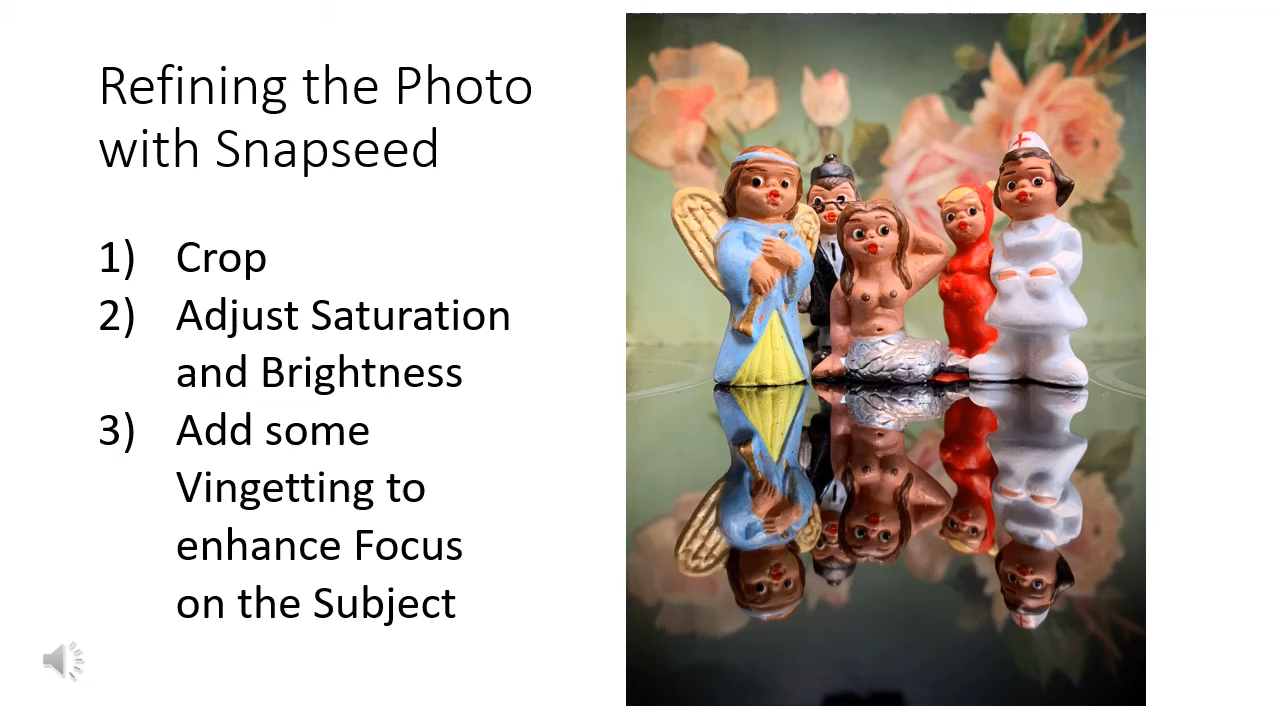 Refining the Photo
with Snapseed
1) Crop
2) Adjust Saturation
and Brightness
3) Add some
Vingetting to
enhance Focus
on the Subject